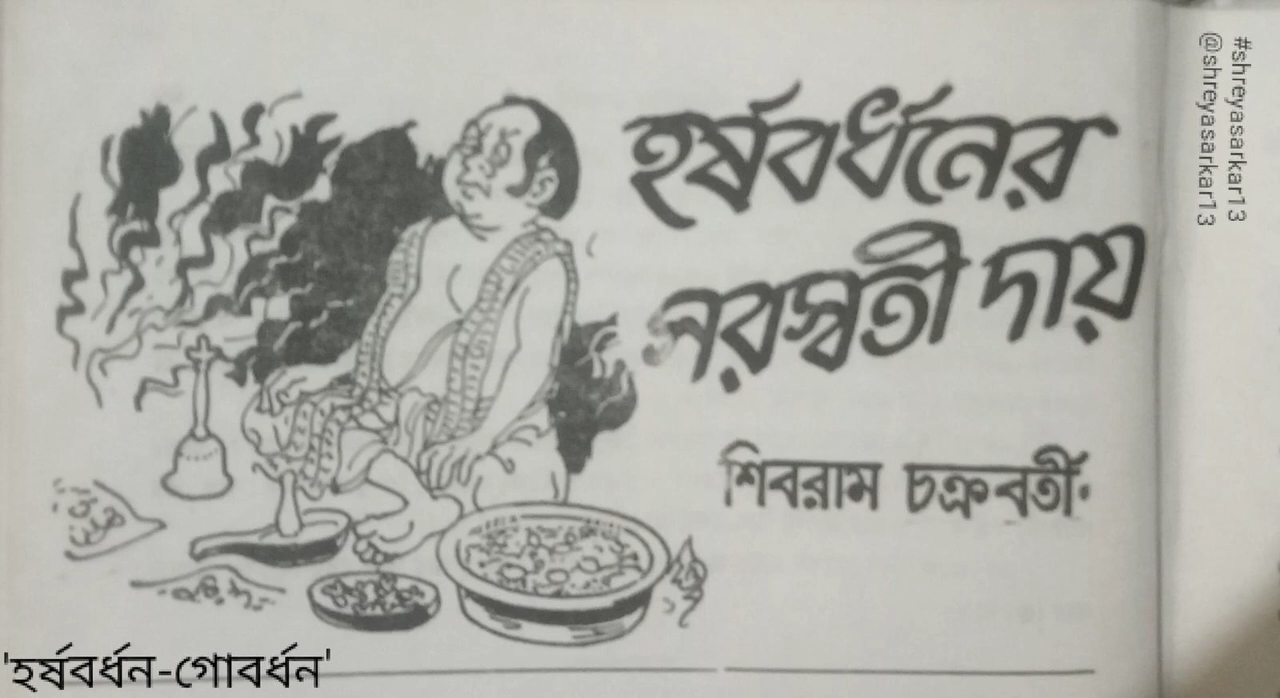 হর্ষবর্ধনের
সরস্বতী দায়
শিবরাম চক্রবর্তী
'হর্ষবর্ধন-গোবর্ধন'
#shreyasarkar13
@shreyasarkar13